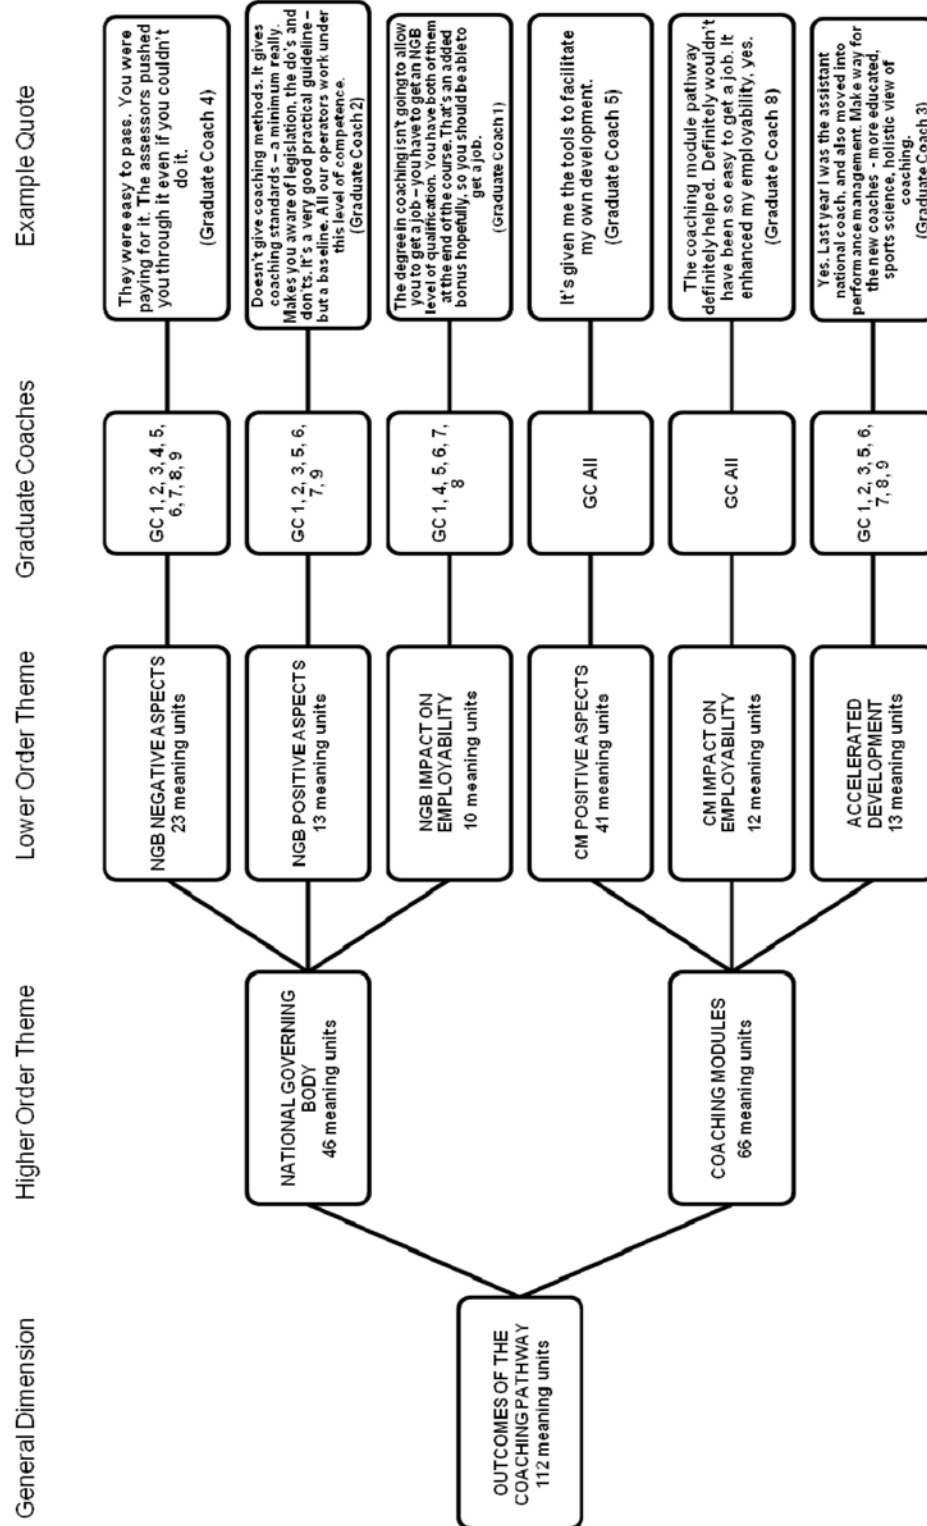 General Dimension
Higher Order Theme
Lower Order Theme
Graduate Coaches
Example Quote
OUTCOMES OF THE
COACHING PATHWAY
112 meaning units
NATIONAL GOVERNING
BODY
46 meaning units
NGB NEGATIVE ASPECTS
23 meaning units
GC 1, 2, 3, 4, 5,
6, 7, 8, 9
They were easy to pass. You were
paying for it. The assessors pushed
you through it even if you couldn't
do it.
(Graduate Coach 4)
NGB POSITIVE ASPECTS
13 meaning units
GC 1, 2, 3, 5, 6,
7, 9
Doesn't give coaching methods. It gives
coaching standards – a minimum really.
Makes you aware of legislation, the do's and
don'ts. It's a very good practical guideline –
but a baseline. All our operators work under
this level of competence.
(Graduate Coach 2)
NGB IMPACT ON
EMPLOYABILITY
10 meaning units
GC 1, 4, 5, 6, 7,
8
The degree in coaching isn't going to allow
you to get a job – you have to get an NGB
level of qualification. You have both of them
at the end of the course. That's an added
bonus hopefully, so you should be able to
get a job.
(Graduate Coach 1)
COACHING MODULES
66 meaning units
CM POSITIVE ASPECTS
41 meaning units
GC All
It's given me the tools to facilitate
my own development.
(Graduate Coach 5)
CM IMPACT ON
EMPLOYABILITY
12 meaning units
GC All
The coaching module pathway
definitely helped. Definitely wouldn't
have been so easy to get a job. It
enhanced my employability, yes.
(Graduate Coach 8)
ACCELERATED
DEVELOPMENT
13 meaning units
GC 1, 2, 3, 5, 6,
7, 8, 9
Yes. Last year I was the assistant
national coach, and also moved into
performance management. Make way for
the new coaches - more educated,
sports science, holistic view of
coaching.
(Graduate Coach 3)